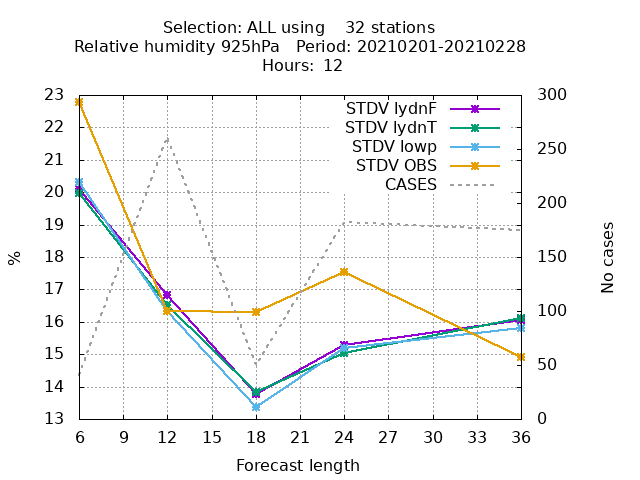 Selection: ALL using    32 stations
Relative humidity 925hPa   Period: 20210201-20210228
Hours:  12
STDV lydnF
STDV lydnT
STDV lowp
STDV OBS
CASES
23
22
21
20
19
18
17
16
15
14
13
300
250
200
150
100
50
0
%
No cases
6 9 12 15 18 21 24 27 30 33 36
Forecast length